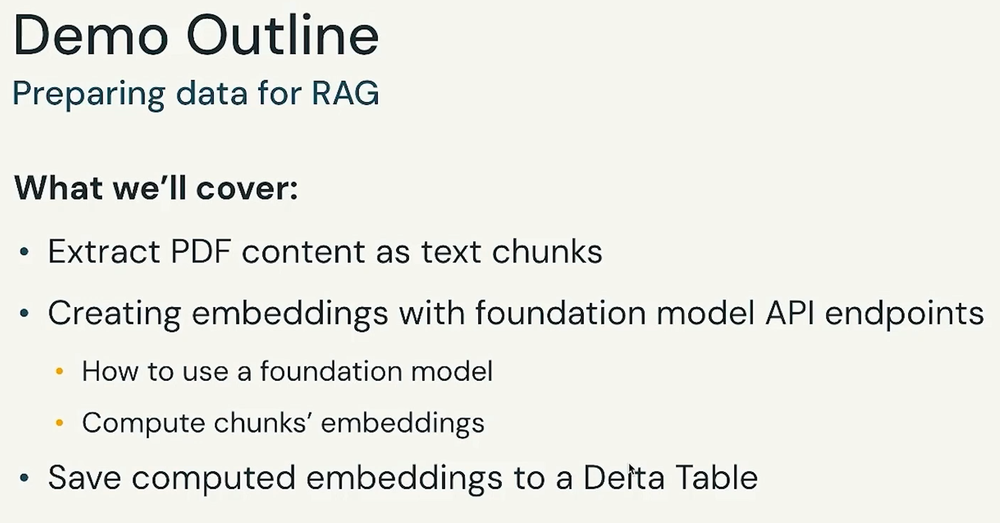 Demo Outline
Preparing data for RAG
What we’ll cover:
• Extract PDF content as text chunks
• Creating embeddings with foundation model API endpoints
• How to use a foundation model
• Compute chunks’ embeddings
• Save computed embeddings to a Delta Table